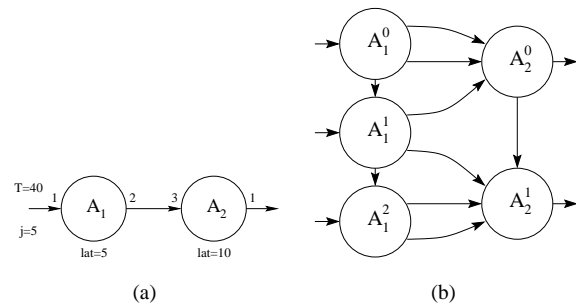 T=40
1 A₁ 2 3 A₂ 1
j=5
lat=5 lat=10
(a)
A₁⁰ A₂⁰
A₁¹
A₁² A₂¹
(b)